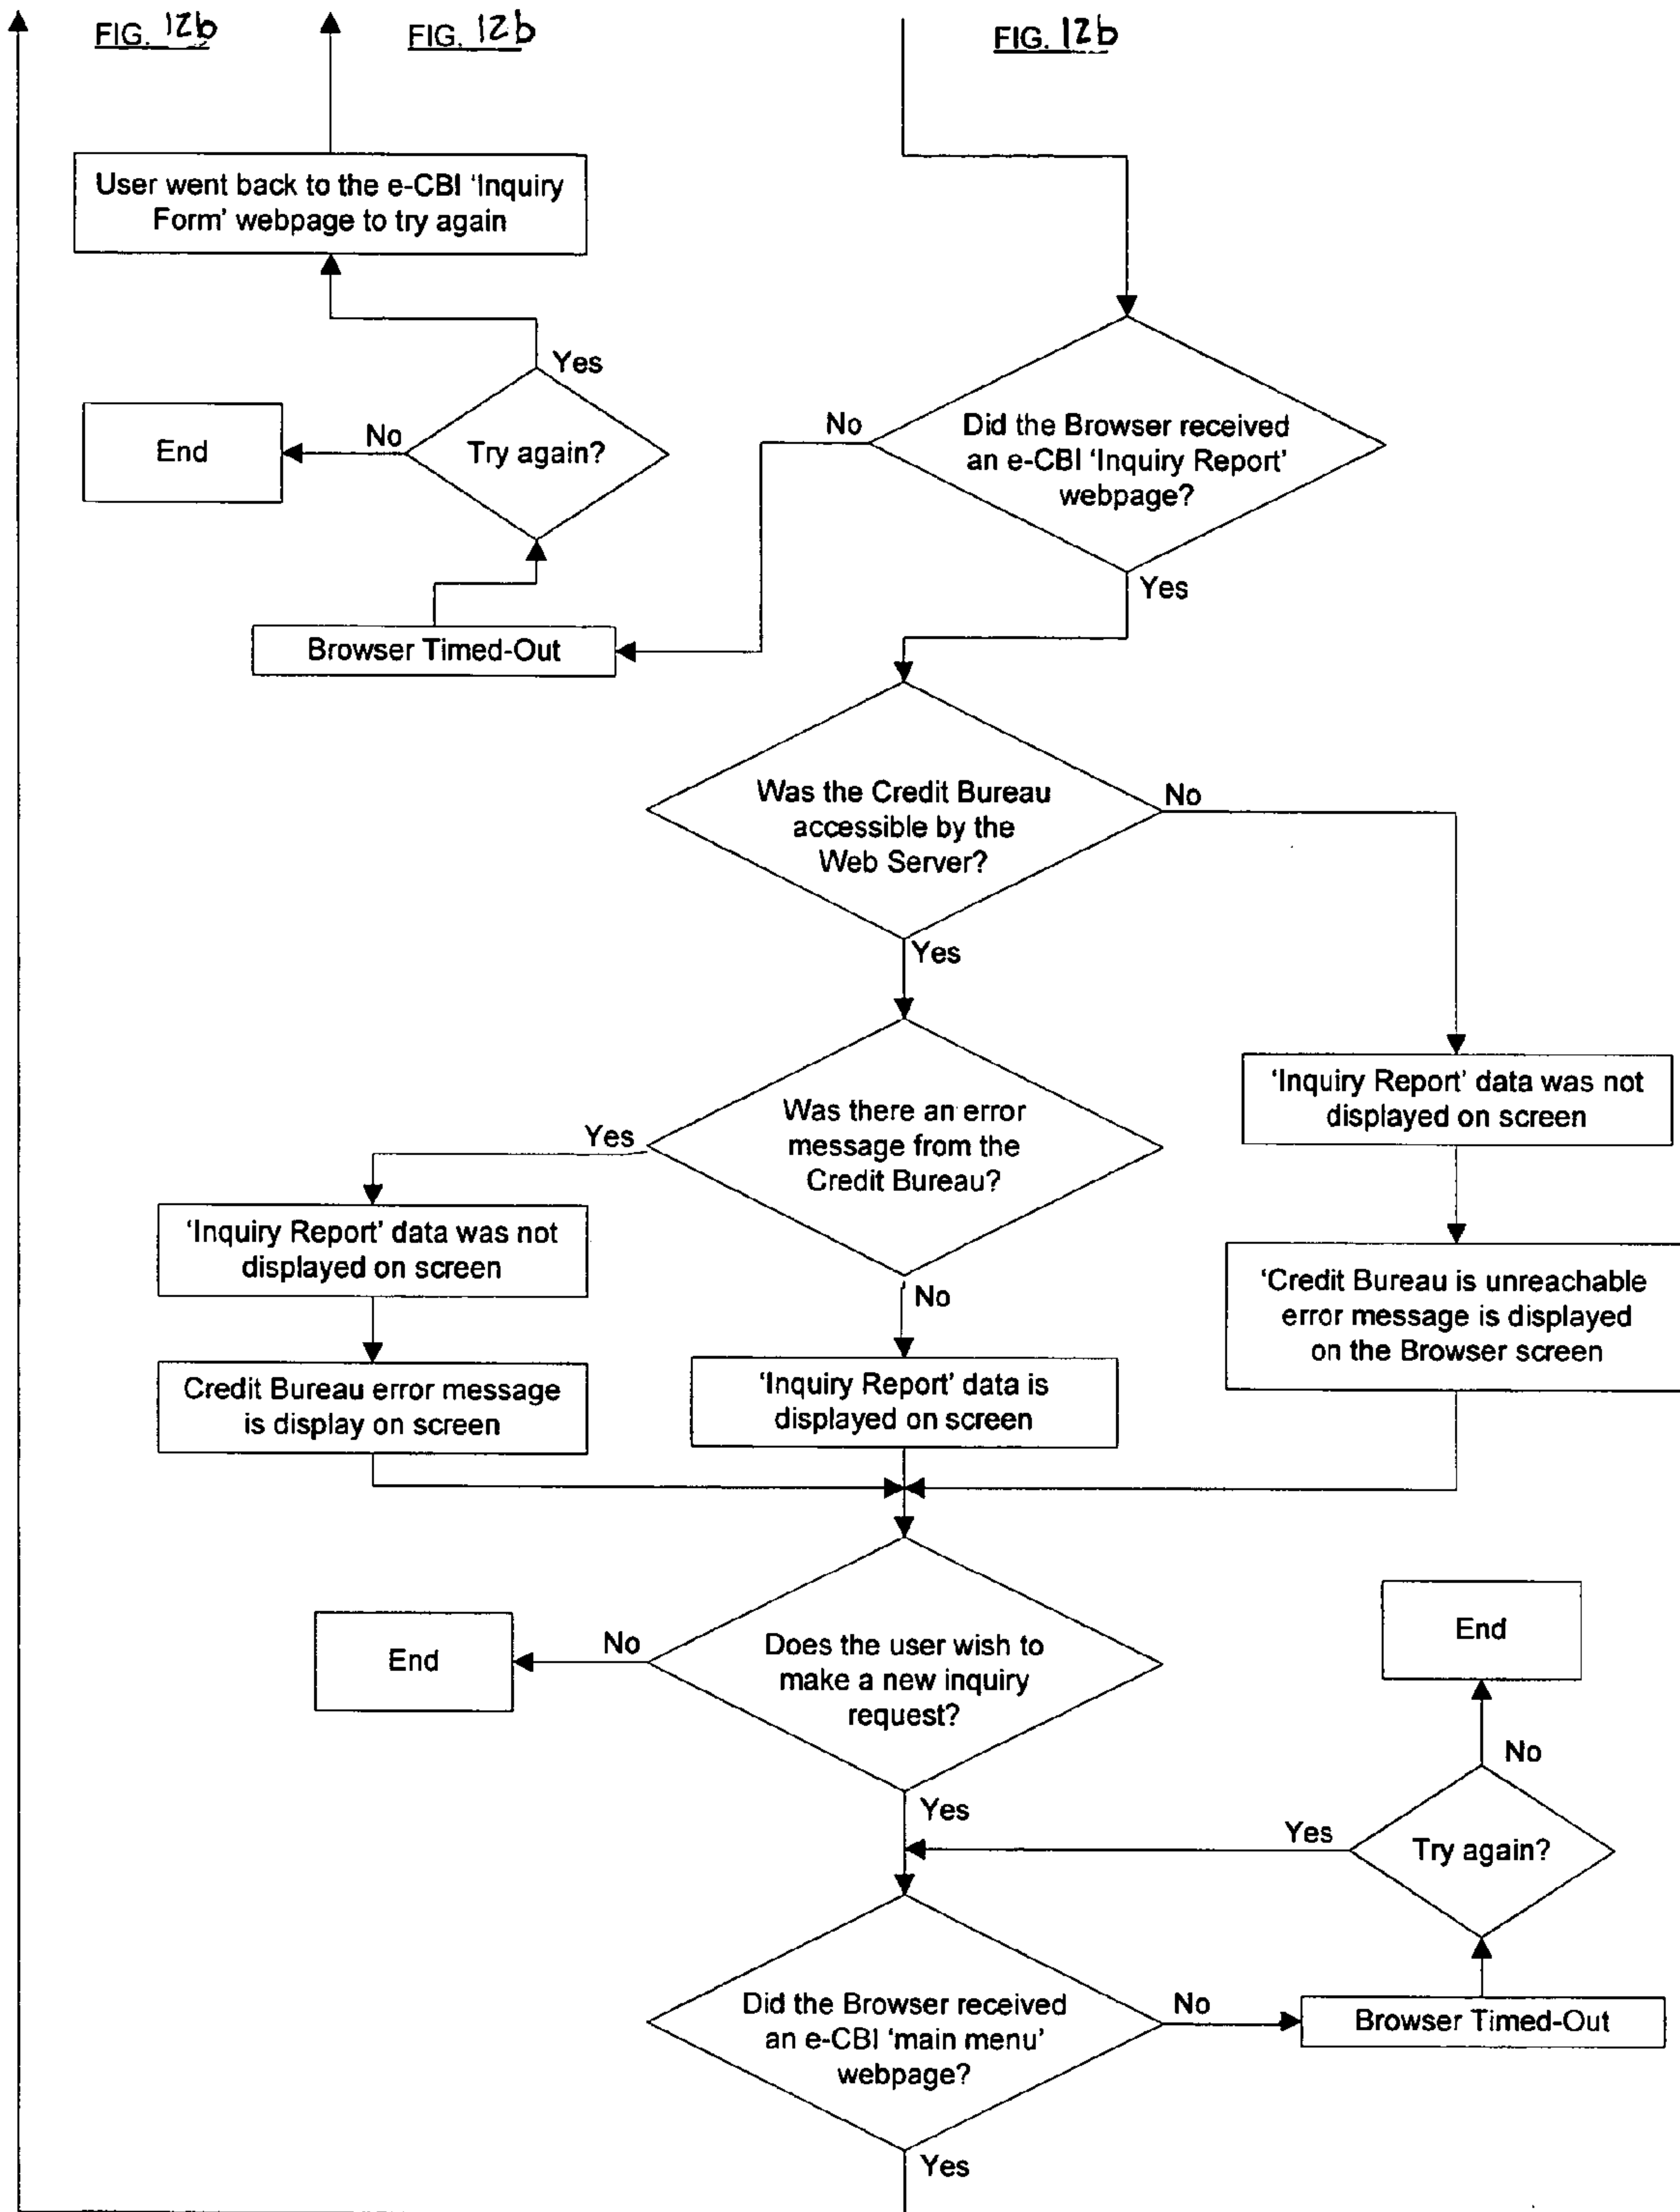 FIG. 12b
FIG. 12b
FIG. 12b
User went back to the e-CBI ‘Inquiry
Form’ webpage to try again
Yes
End
No
Try again?
No
Did the Browser received
an e-CBI ‘Inquiry Report’
webpage?
Yes
Browser Timed-Out
Was the Credit Bureau
accessible by the
Web Server?
No
Yes
‘Inquiry Report’ data was not
displayed on screen
Was there an error
message from the
Credit Bureau?
Yes
‘Inquiry Report’ data was not
displayed on screen
No
‘Credit Bureau is unreachable
error message is displayed
on the Browser screen
Credit Bureau error message
is display on screen
‘Inquiry Report’ data is
displayed on screen
End
No
Does the user wish to
make a new inquiry
request?
End
No
Yes
Yes
Try again?
Did the Browser received
an e-CBI ‘main menu’
webpage?
No
Browser Timed-Out
Yes